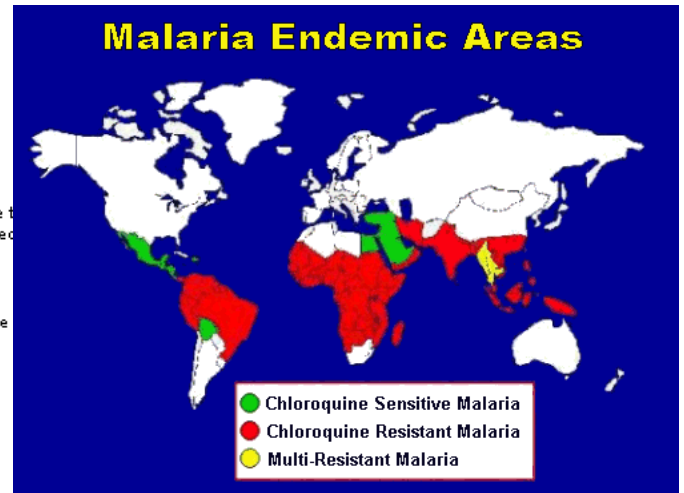 Malaria Endemic Areas
e
Chloroquine Sensitive Malaria
Chloroquine Resistant Malaria
Multi-Resistant Malaria